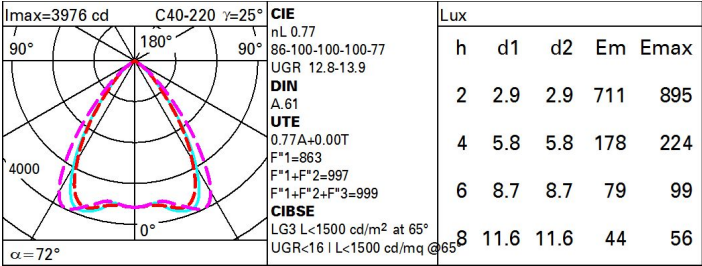 Imax=3976 cd C40-220 γ=25°
90° 180° 90°
4000
0°
α=72°
CIE
nL 0.77
86-100-100-100-77
UGR 12.8-13.9
DIN
A.61
UTE
0.77A+0.00T
F"1=863
F"1+F"2=997
F"1+F"2+F"3=999
CIBSE
LG3 L<1500 cd/m² at 65°
UGR<16 | L<1500 cd/mq @65°
Lux
h d1 d2 Em Emax
2 2.9 2.9 711 895
4 5.8 5.8 178 224
6 8.7 8.7 79 99
8 11.6 11.6 44 56